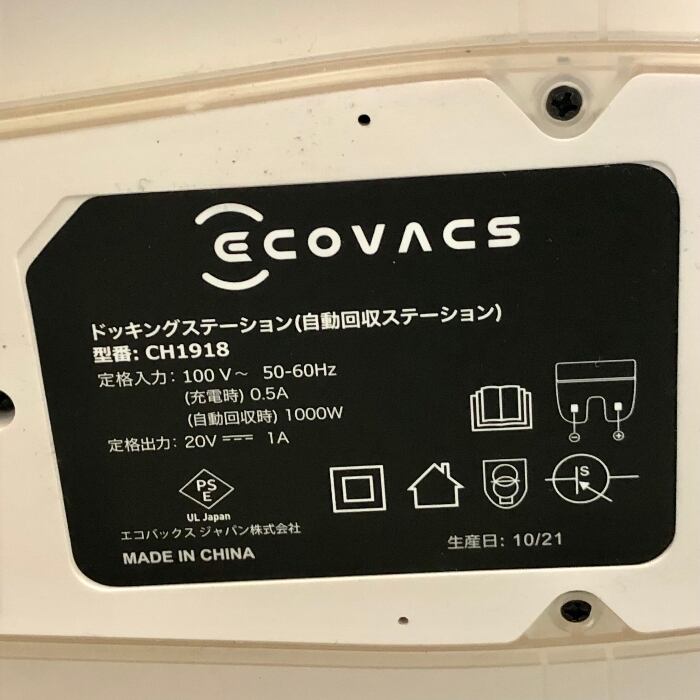 ECOVACS
ドッキングステーション(自動回収ステーション)
型番: CH1918
定格入力: 100 V～ 50-60Hz
(充電時) 0.5A
(自動回収時) 1000W
定格出力: 20V⎓ 1A
PS
E
UL Japan
S
エコバックス ジャパン株式会社
MADE IN CHINA
生産日: 10/21